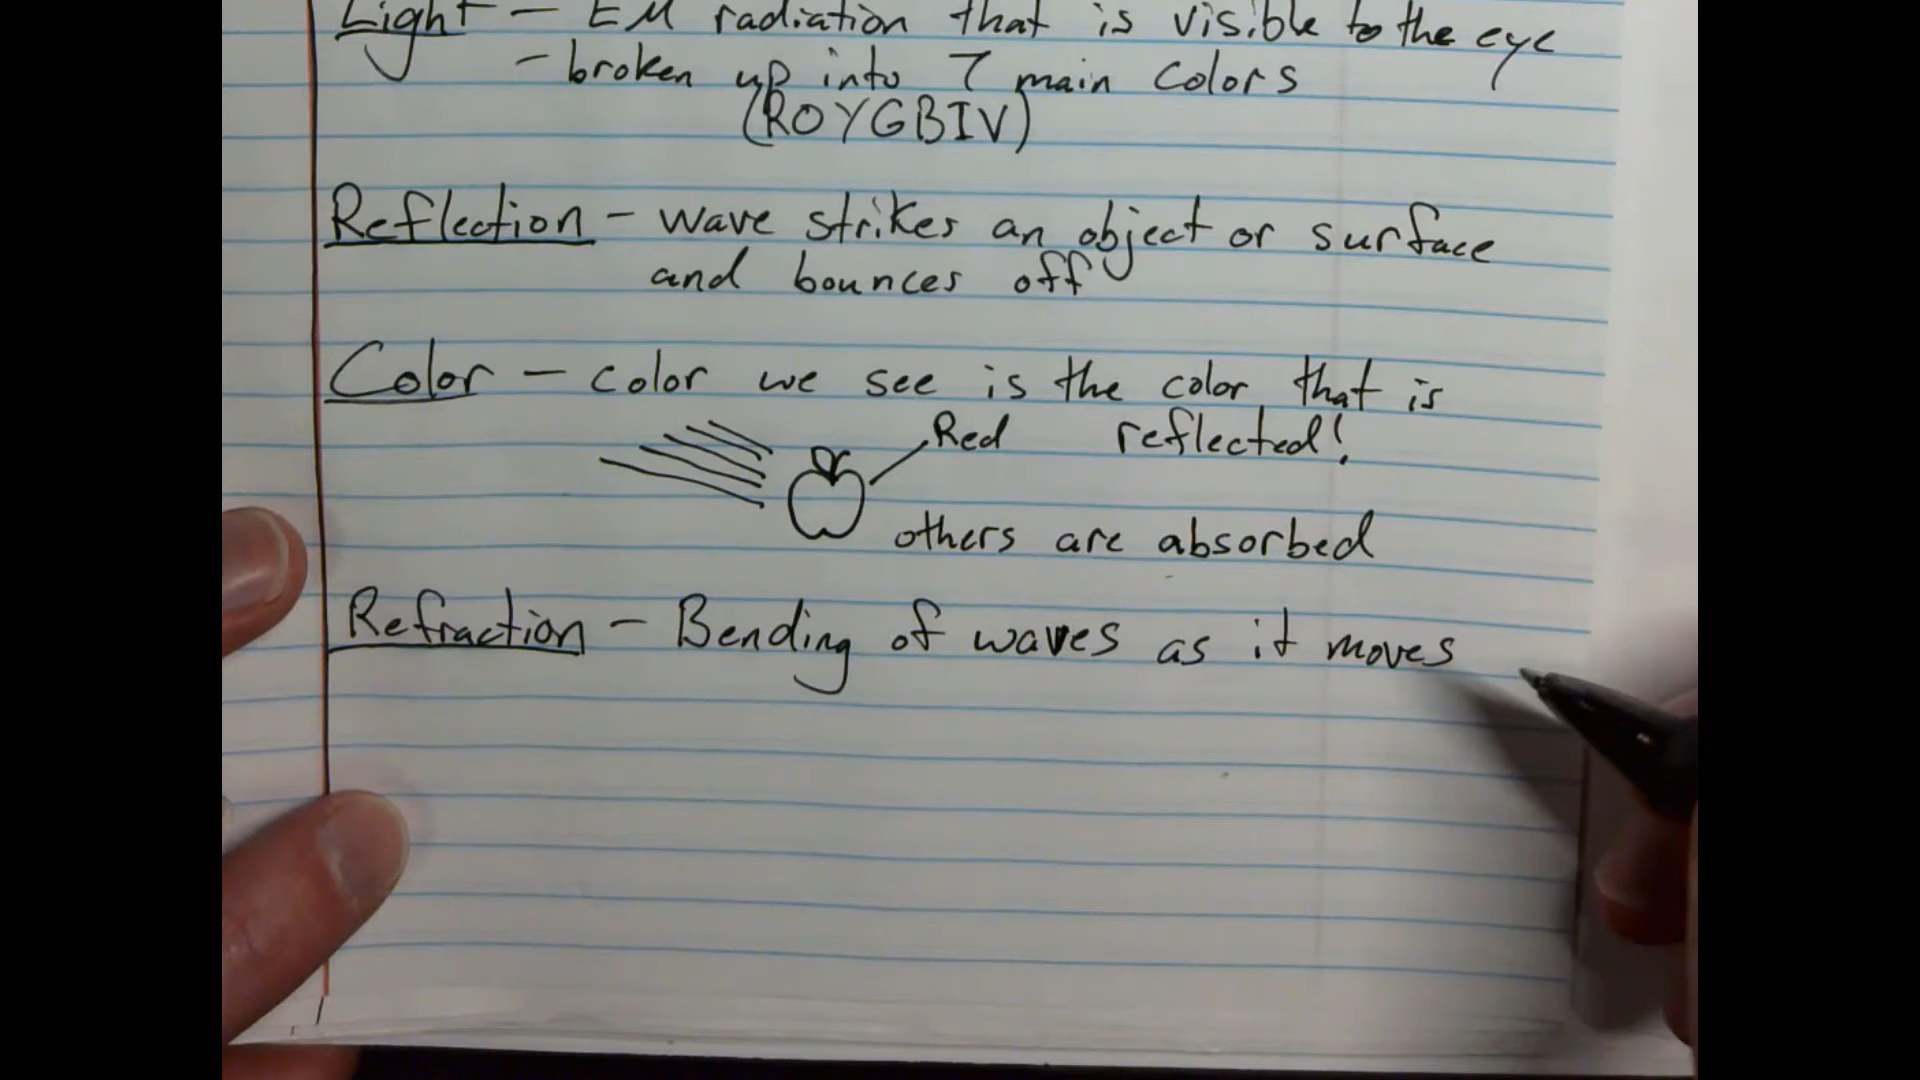 Light - EM radiation that is visible to the eye
- broken up into 7 main colors
(ROYGBIV)
Reflection - wave strikes an object or surface
and bounces off
Color - color we see is the color that is
Red reflected!
others are absorbed
Refraction - Bending of waves as it moves